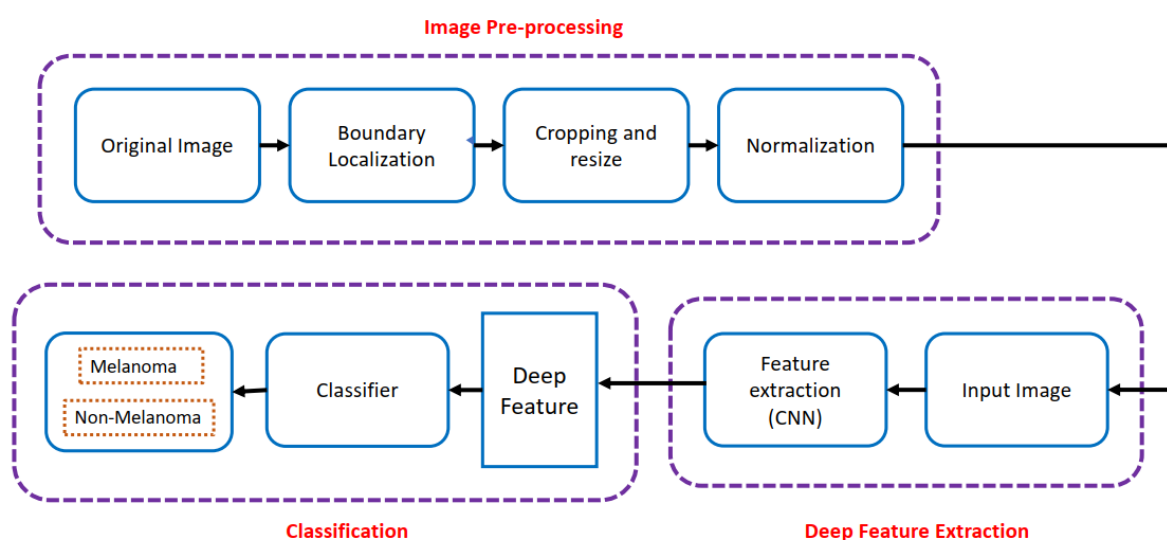 Image Pre-processing
Original Image
Boundary
Localization
Cropping and
resize
Normalization
Melanoma
Non-Melanoma
Classifier
Deep
Feature
Feature
extraction
(CNN)
Input Image
Classification
Deep Feature Extraction